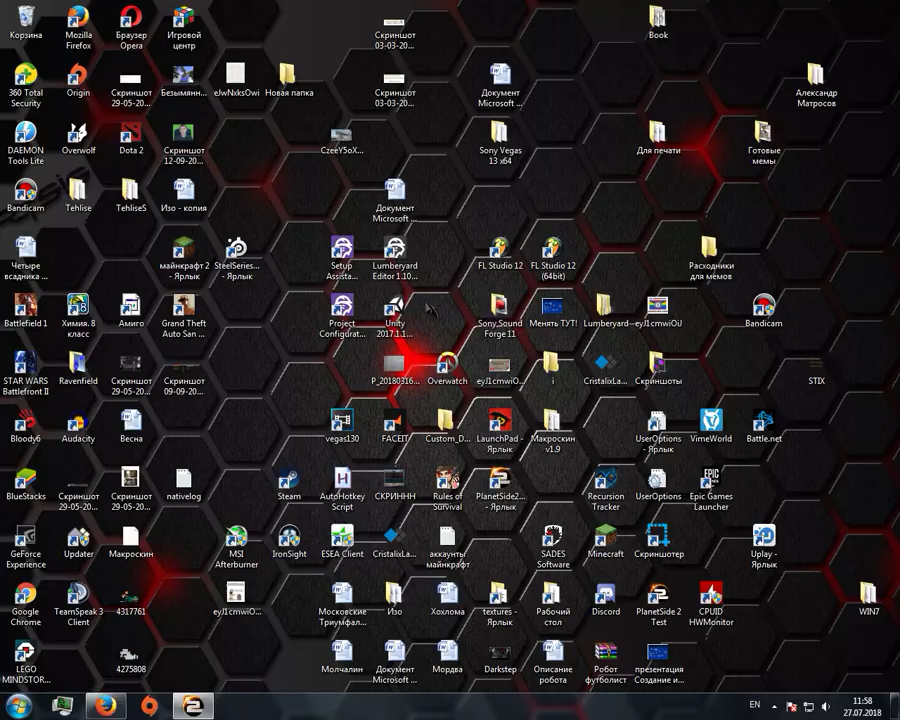 Корзина
Mozilla
Firefox
Браузер
Opera
Игровой
центр
Скриншот
03-03-20...
Book
360 Total
Security
Origin
Скриншот
29-05-20...
Безымянн...
eJwNxksOwi
Новая папка
Скриншот
03-03-20...
Документ
Microsoft ...
Александр
Матросов
DAEMON
Tools Lite
Overwolf
Dota 2
Скриншот
12-09-20...
CzeeY5oX...
Sony Vegas
13 x64
Для печати
Готовые
мемы
Bandicam
Tehlise
TehliseS
Изо - копия
Документ
Microsoft ...
Четыре
всадника ...
майнкрафт 2
- Ярлык
SteelSeries...
- Ярлык
Setup
Assista...
Lumberyard
Editor 1.10...
FL Studio 12
FL Studio 12
(64bit)
Расходники
для мемов
Battlefield 1
Химия. 8
класс
Амиго
Grand Theft
Auto San ...
Project
Configurat...
Unity
2017.1.1...
Sony Sound
Forge 11
Менять ТУТ!
Lumberyard...
eyJ1cmwiOiJ
Bandicam
STAR WARS
Battlefront II
Ravenfield
Скриншот
29-05-20...
Скриншот
09-09-20...
P_20180316...
Overwatch
eyJ1cmwiO...
i
CristalixLa...
Скриншоты
STIX
Bloody6
Audacity
Весна
vegas130
FACEIT
Custom_D...
LaunchPad -
Ярлык
Макроскин
v1.9
UserOptions
- Ярлык
VimeWorld
Battle.net
BlueStacks
Скриншот
29-05-20...
Скриншот
29-05-20...
nativelog
Steam
AutoHotkey
Script
СКРИННН
Rules of
Survival
PlanetSide2...
- Ярлык
Recursion
Tracker
UserOptions
Epic Games
Launcher
GeForce
Experience
Updater
Макроскин
MSI
Afterburner
IronSight
ESEA Client
CristalixLa...
аккаунты
майнкрафт
SADES
Software
Minecraft
Скриншотер
Uplay -
Ярлык
Google
Chrome
TeamSpeak 3
Client
4317761
eyJ1cmwiO...
Московские
Триумфал...
Изо
Хохлома
textures -
Ярлык
Рабочий
стол
Discord
PlanetSide 2
Test
CPUID
HWMonitor
WIN7
LEGO
MINDSTOR...
4275808
Молчалин
Документ
Microsoft ...
Мордва
Darkstep
Описание
робота
Робот
футболист
презентация
Создание и...
EN
11:58
27.07.2018